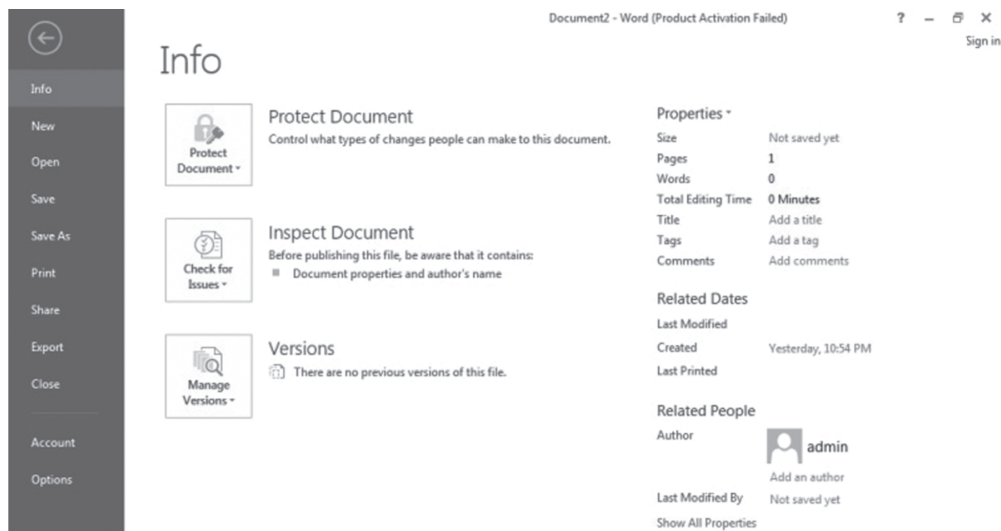 Document2 - Word (Product Activation Failed)
?
Sign in
Info
New
Open
Save
Save As
Print
Share
Export
Close
Account
Options
Info
Protect
Document
Protect Document
Control what types of changes people can make to this document.
Check for
Issues
Inspect Document
Before publishing this file, be aware that it contains:
Document properties and author's name
Manage
Versions
Versions
There are no previous versions of this file.
Properties
Size Not saved yet
Pages 1
Words 0
Total Editing Time 0 Minutes
Title Add a title
Tags Add a tag
Comments Add comments
Related Dates
Last Modified
Created Yesterday, 10:54 PM
Last Printed
Related People
Author admin
Add an author
Last Modified By Not saved yet
Show All Properties